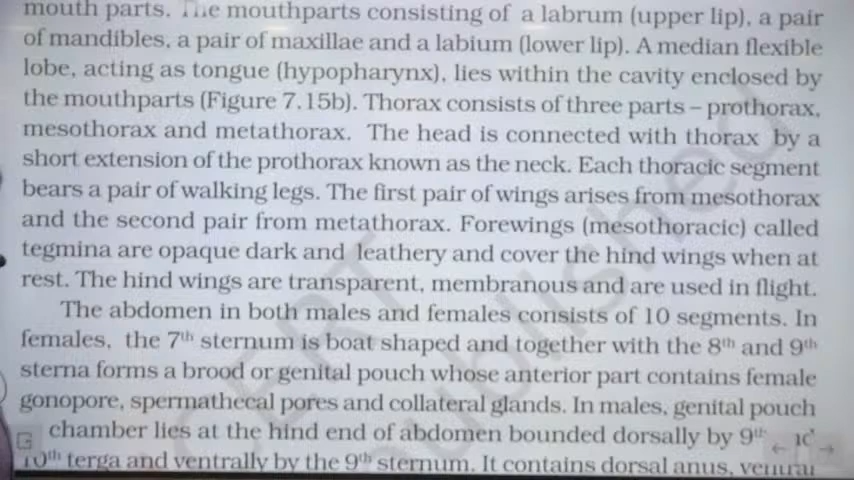 mouth parts. The mouthparts consisting of a labrum (upper lip), a pair
of mandibles, a pair of maxillae and a labium (lower lip). A median flexible
lobe, acting as tongue (hypopharynx), lies within the cavity enclosed by
the mouthparts (Figure 7.15b). Thorax consists of three parts – prothorax,
mesothorax and metathorax. The head is connected with thorax by a
short extension of the prothorax known as the neck. Each thoracic segment
bears a pair of walking legs. The first pair of wings arises from mesothorax
and the second pair from metathorax. Forewings (mesothoracic) called
tegmina are opaque dark and leathery and cover the hind wings when at
rest. The hind wings are transparent, membranous and are used in flight.
The abdomen in both males and females consists of 10 segments. In
females, the 7th sternum is boat shaped and together with the 8th and 9th
sterna forms a brood or genital pouch whose anterior part contains female
gonopore, spermathecal pores and collateral glands. In males, genital pouch
chamber lies at the hind end of abdomen bounded dorsally by 9th
10th terga and ventrally by the 9th sternum. It contains dorsal anus, ventral